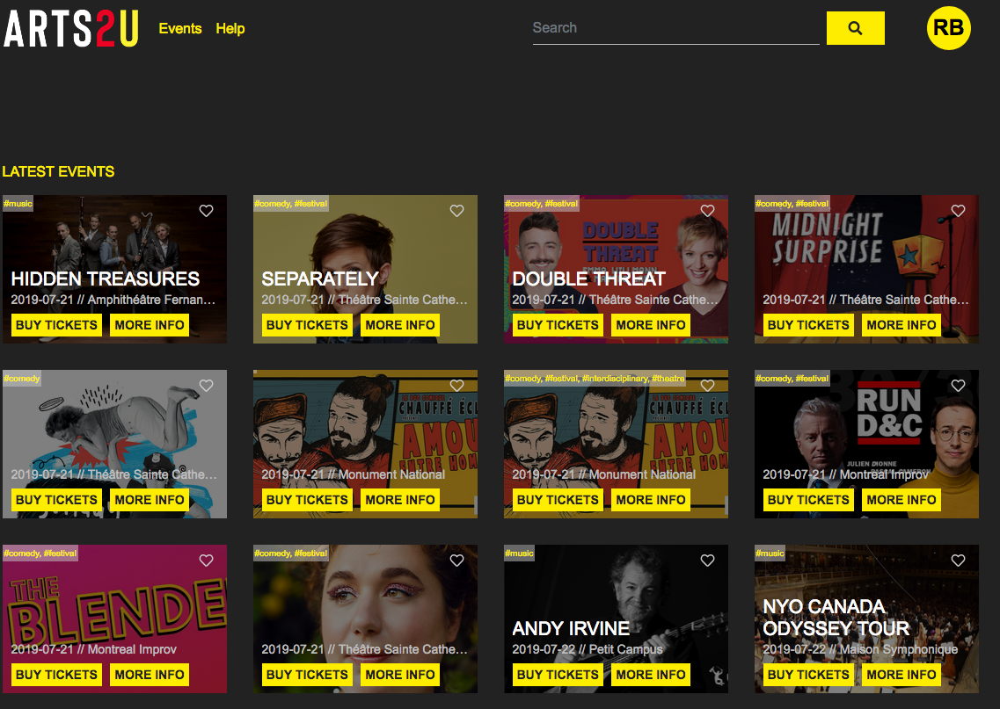 ARTS2U Events Help Search RB
LATEST EVENTS
#music
HIDDEN TREASURES
2019-07-21 // Amphithéâtre Fernan...
BUY TICKETS MORE INFO
#comedy, #festival
SEPARATELY
2019-07-21 // Théâtre Sainte Cathe...
BUY TICKETS MORE INFO
#comedy, #festival
DOUBLE
THREAT
DOUBLE THREAT
2019-07-21 // Théâtre Sainte Cathe...
BUY TICKETS MORE INFO
#comedy, #festival
MIDNIGHT
SURPRISE
2019-07-21 // Théâtre Sainte Cathe...
BUY TICKETS MORE INFO
#comedy
2019-07-21 // Théâtre Sainte Cathe...
BUY TICKETS MORE INFO
CHAUFFÉ ÉCL
AMOU
ENTRE HOM
2019-07-21 // Monument National
BUY TICKETS MORE INFO
#comedy, #festival, #interdisciplinary, #theatre
CHAUFFÉ ÉCL
AMOU
ENTRE HOM
2019-07-21 // Monument National
BUY TICKETS MORE INFO
#comedy, #festival
RUN
D&C
JULIEN DIONNE
2019-07-21 // Montreal Improv
BUY TICKETS MORE INFO
#comedy, #festival
THE
BLENDE
2019-07-21 // Montreal Improv
BUY TICKETS MORE INFO
#comedy, #festival
2019-07-21 // Théâtre Sainte Cathe...
BUY TICKETS MORE INFO
#music
ANDY IRVINE
2019-07-22 // Petit Campus
BUY TICKETS MORE INFO
#music
NYO CANADA
ODYSSEY TOUR
2019-07-22 // Maison Symphonique
BUY TICKETS MORE INFO